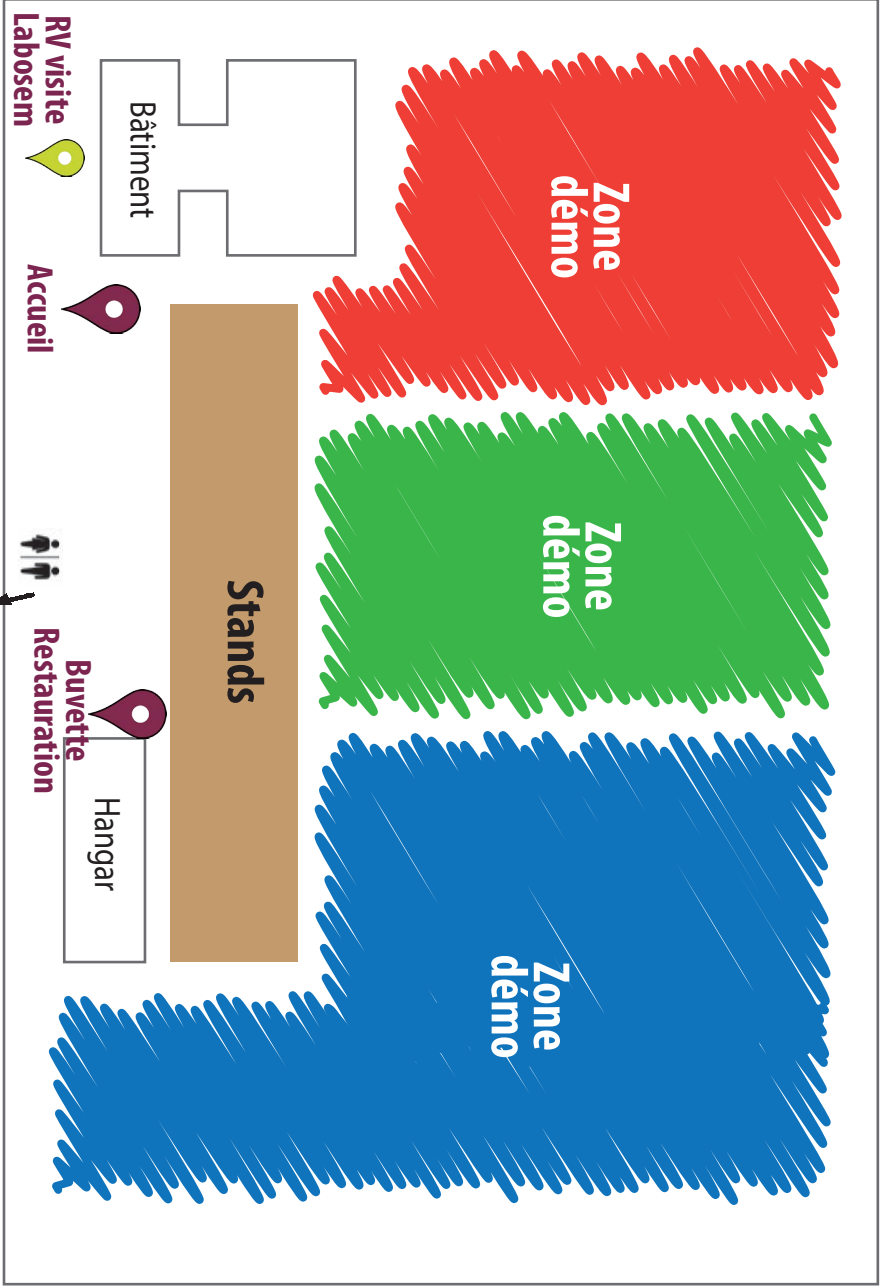 Zone
démo
Zone
démo
Zone
démo
Stands
Bâtiment
Hangar
RV visite
Labosem
Accueil
Buvette
Restauration